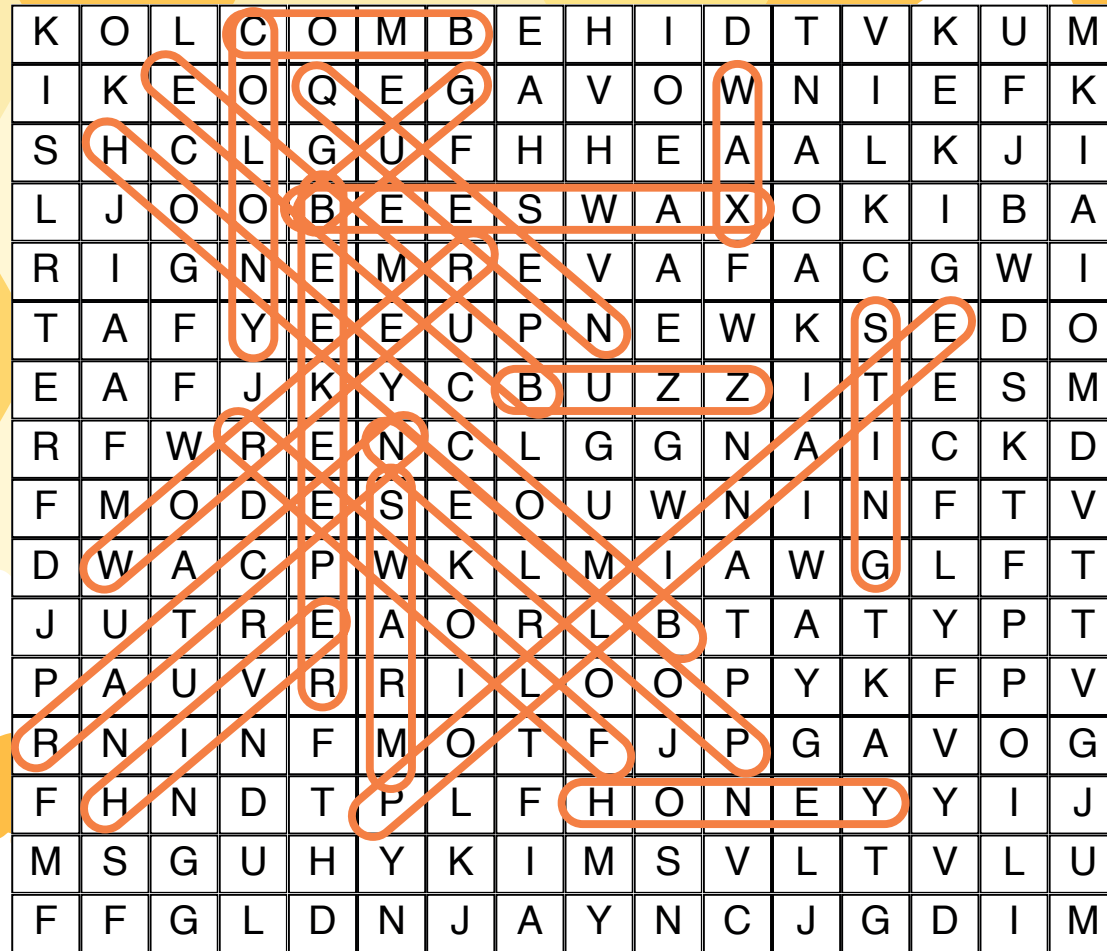 K O L C O M B E H I D T V K U M
I K E O Q E G A V O W N I E F K
S H C L G U F H H E A A L K J I
L J O O B E E S W A X O K I B A
R I G N E M R E V A F A C G W I
T A F Y E E U P N E W K S E D O
E A F J K Y C B U Z Z I T E S M
R F W R E N C L G G N A I C K D
F M O D E S E O U W N I N F T V
D W A C P W K L M I A W G L F T
J U T R E A O R L B T A T Y P T
P A U V R R I L O O P Y K F P V
R N I N F M O T F J P G A V O G
F H N D T P L F H O N E Y Y I J
M S G U H Y K I M S V L T V L U
F F G L D N J A Y N C J G D I M